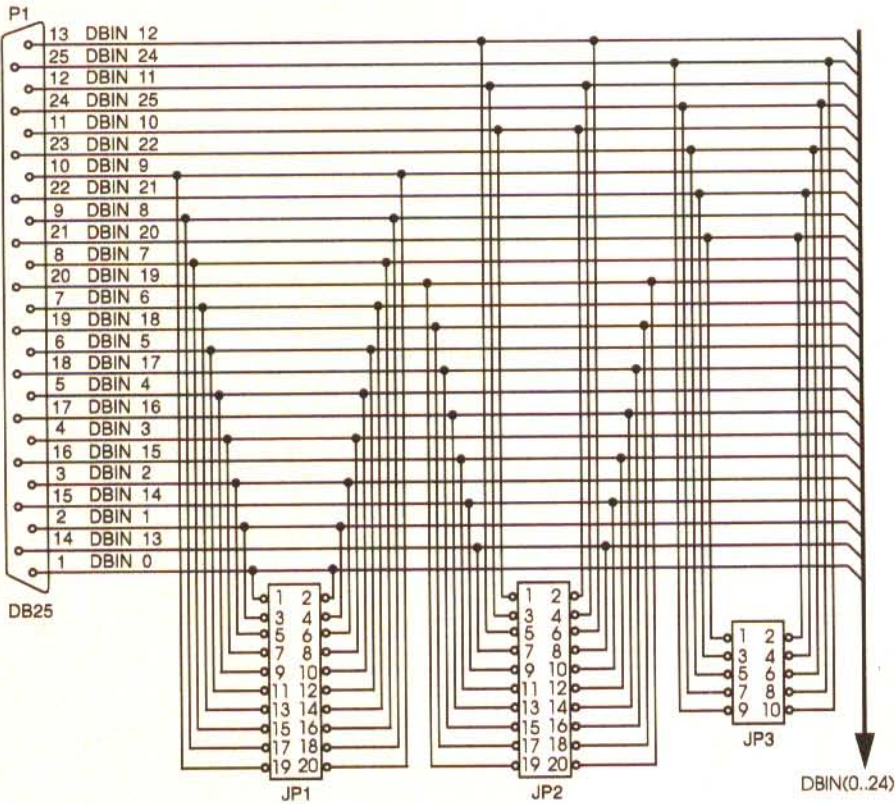 P1
13 DBIN 12
25 DBIN 24
12 DBIN 11
24 DBIN 25
11 DBIN 10
23 DBIN 22
10 DBIN 9
22 DBIN 21
9 DBIN 8
21 DBIN 20
8 DBIN 7
20 DBIN 19
7 DBIN 6
19 DBIN 18
6 DBIN 5
18 DBIN 17
5 DBIN 4
17 DBIN 16
4 DBIN 3
16 DBIN 15
3 DBIN 2
15 DBIN 14
2 DBIN 1
14 DBIN 13
1 DBIN 0
DB25
1 2
3 4
5 6
7 8
9 10
11 12
13 14
15 16
17 18
19 20
JP1
1 2
3 4
5 6
7 8
9 10
11 12
13 14
15 16
17 18
19 20
JP2
1 2
3 4
5 6
7 8
9 10
JP3
DBIN(0..24)